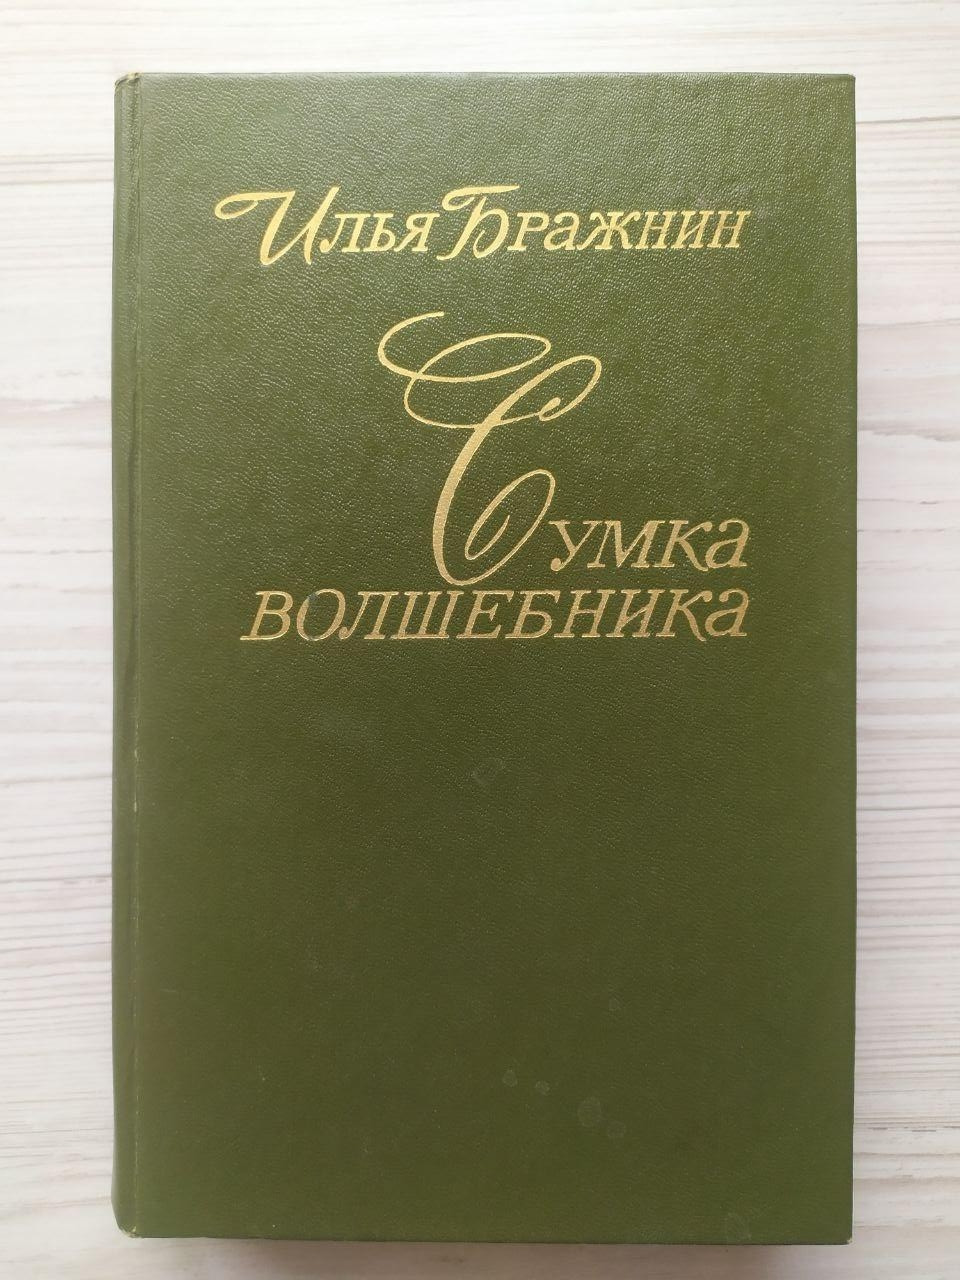 Илья Бражнин
Сумка
волшебника